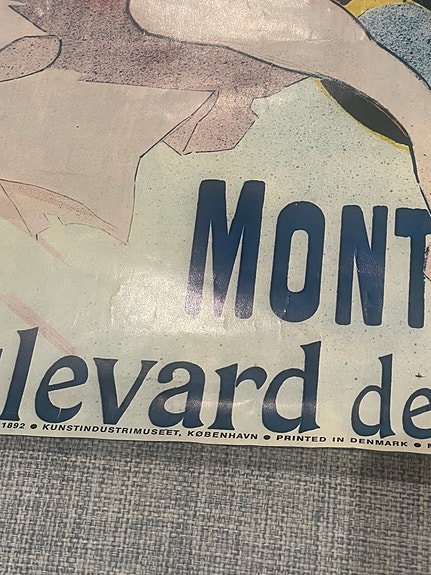 MONT
levard de
1892 ● KUNSTINDUSTRIMUSEET, KØBENHAVN ● PRINTED IN DENMARK ●